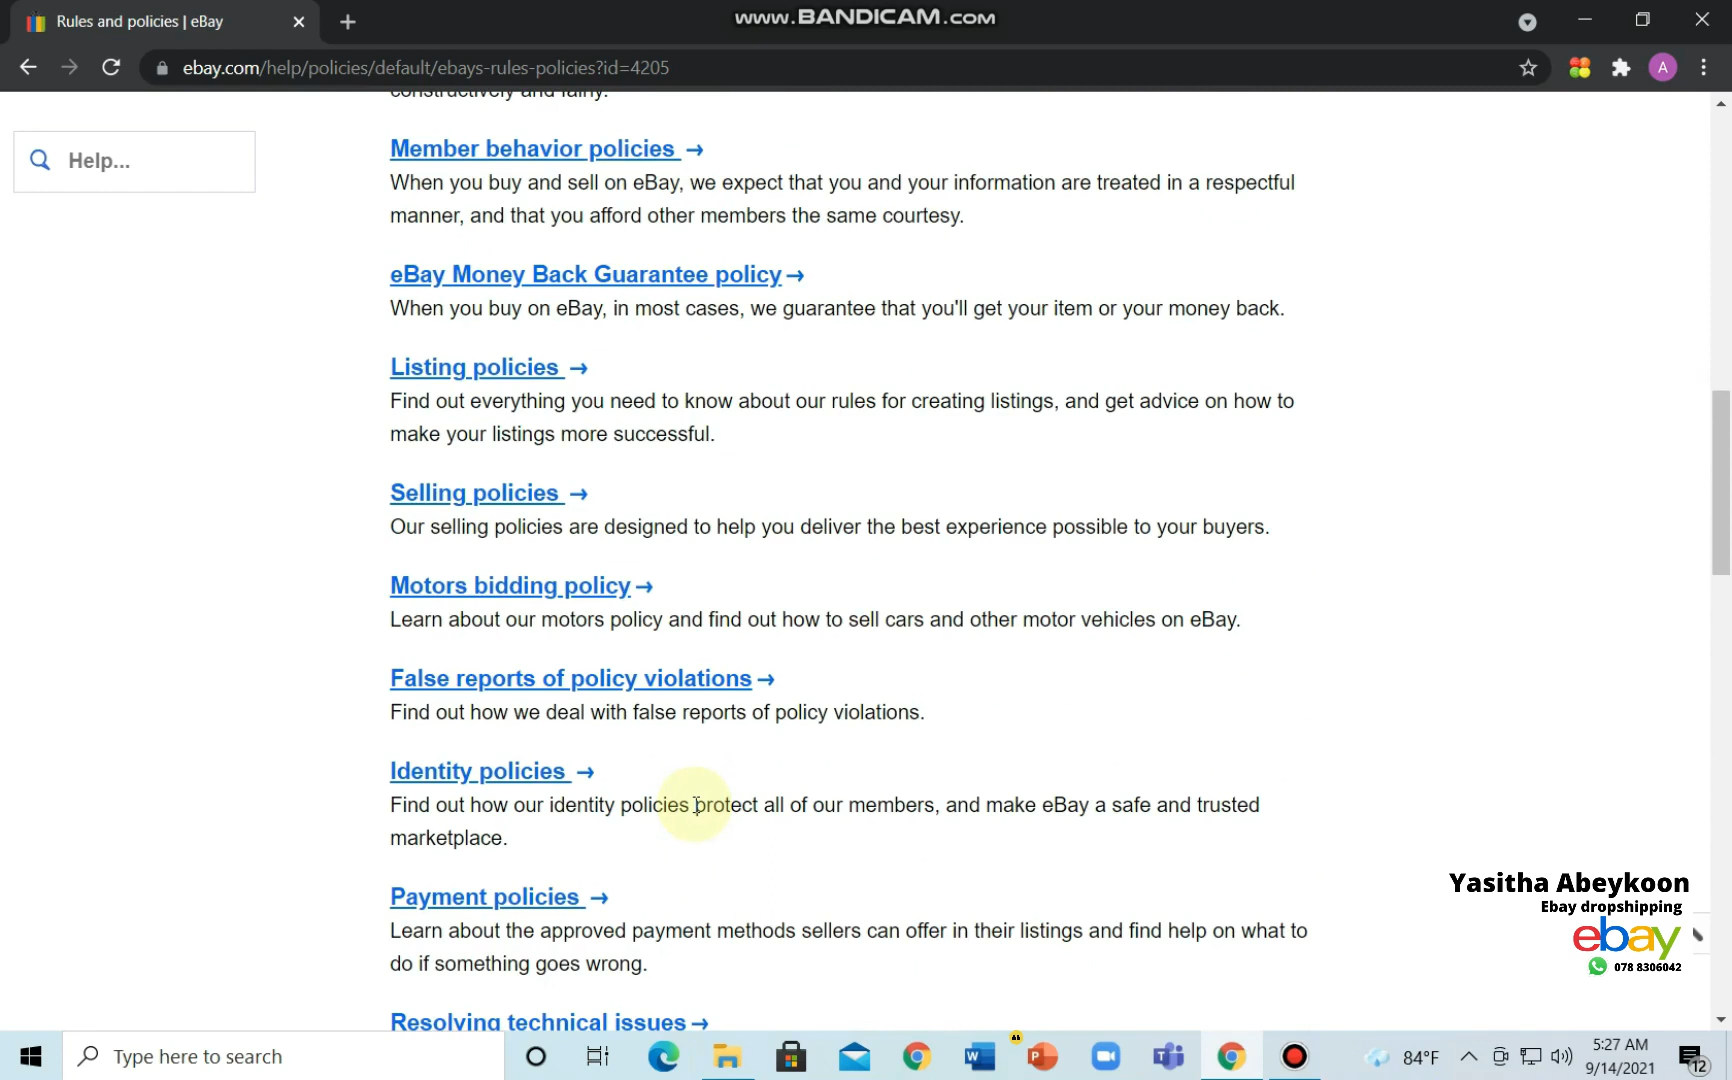 Rules and policies | eBay
www.BANDICAM.com
ebay.com/help/policies/default/ebays-rules-policies?id=4205
A
constructively and fairly.
Help...
Member behavior policies →
When you buy and sell on eBay, we expect that you and your information are treated in a respectful
manner, and that you afford other members the same courtesy.
eBay Money Back Guarantee policy →
When you buy on eBay, in most cases, we guarantee that you'll get your item or your money back.
Listing policies →
Find out everything you need to know about our rules for creating listings, and get advice on how to
make your listings more successful.
Selling policies →
Our selling policies are designed to help you deliver the best experience possible to your buyers.
Motors bidding policy →
Learn about our motors policy and find out how to sell cars and other motor vehicles on eBay.
False reports of policy violations →
Find out how we deal with false reports of policy violations.
Identity policies →
Find out how our identity policies protect all of our members, and make eBay a safe and trusted
marketplace.
Payment policies →
Learn about the approved payment methods sellers can offer in their listings and find help on what to
do if something goes wrong.
Resolving technical issues →
Yasitha Abeykoon
Ebay dropshipping
ebay
078 8306042
Type here to search
84°F
5:27 AM
9/14/2021
12